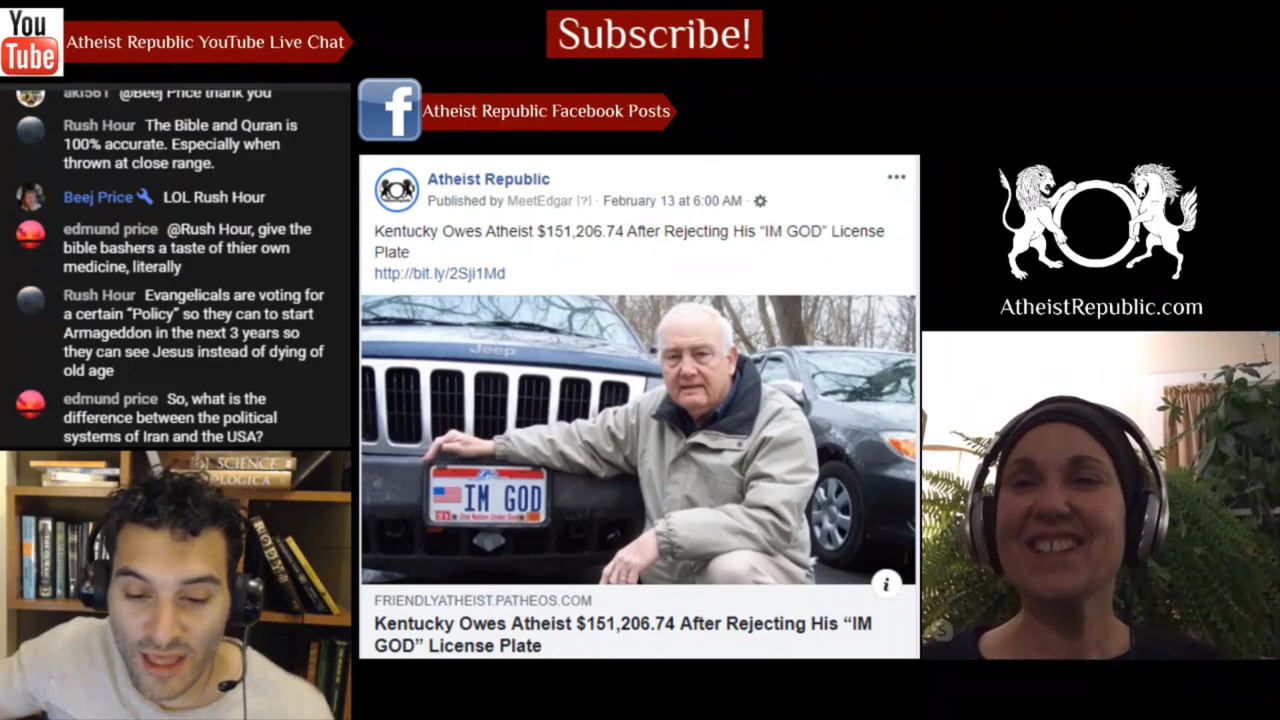 You
Tube
Atheist Republic YouTube Live Chat
Subscribe!
aki561 @Beej Price thank you
Rush Hour The Bible and Quran is
100% accurate. Especially when
thrown at close range.
Beej Price LOL Rush Hour
edmund price @Rush Hour, give the
bible bashers a taste of thier own
medicine, literally
Rush Hour Evangelicals are voting for
a certain “Policy” so they can to start
Armageddon in the next 3 years so
they can see Jesus instead of dying of
old age
edmund price So, what is the
difference between the political
systems of Iran and the USA?
f
Atheist Republic Facebook Posts
Atheist Republic
Published by MeetEdgar [?] · February 13 at 6:00 AM ·
Kentucky Owes Atheist $151,206.74 After Rejecting His “IM GOD” License
Plate
http://bit.ly/2Sji1Md
Jeep
IM GOD
One Nation Under God
i
FRIENDLYATHEIST.PATHEOS.COM
Kentucky Owes Atheist $151,206.74 After Rejecting His “IM
GOD” License Plate
AtheistRepublic.com
SCIENCE
LOGICA
S